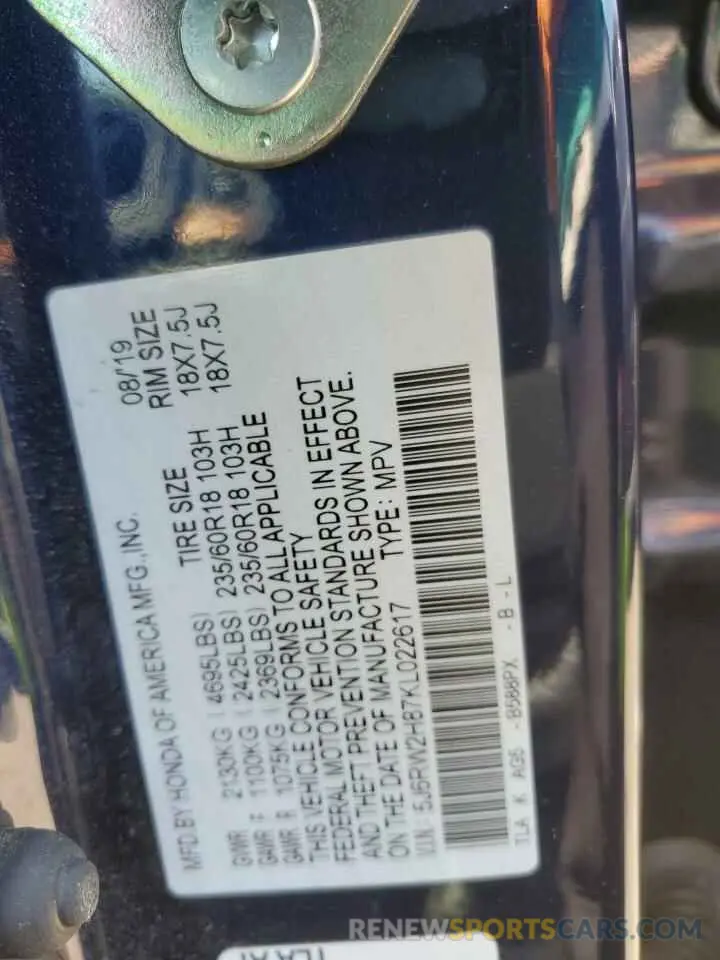 MFD.BY HONDA OF AMERICA MFG.,INC. 08/'19
TIRE SIZE RIM SIZE
GVWR 2130KG (4695LBS)
GAWR F 1100KG (2425LBS) 235/60R18 103H 18X7.5J
GAWR R 1075KG (2369LBS) 235/60R18 103H 18X7.5J
THIS VEHICLE CONFORMS TO ALL APPLICABLE
FEDERAL MOTOR VEHICLE SAFETY
AND THEFT PREVENTION STANDARDS IN EFFECT
ON THE DATE OF MANUFACTURE SHOWN ABOVE.
V.I.N.: 5J6RW2H87KL022617 TYPE: MPV
TLA K AG5 -B588PX -B-L
RENEWSPORTSCARS.COM